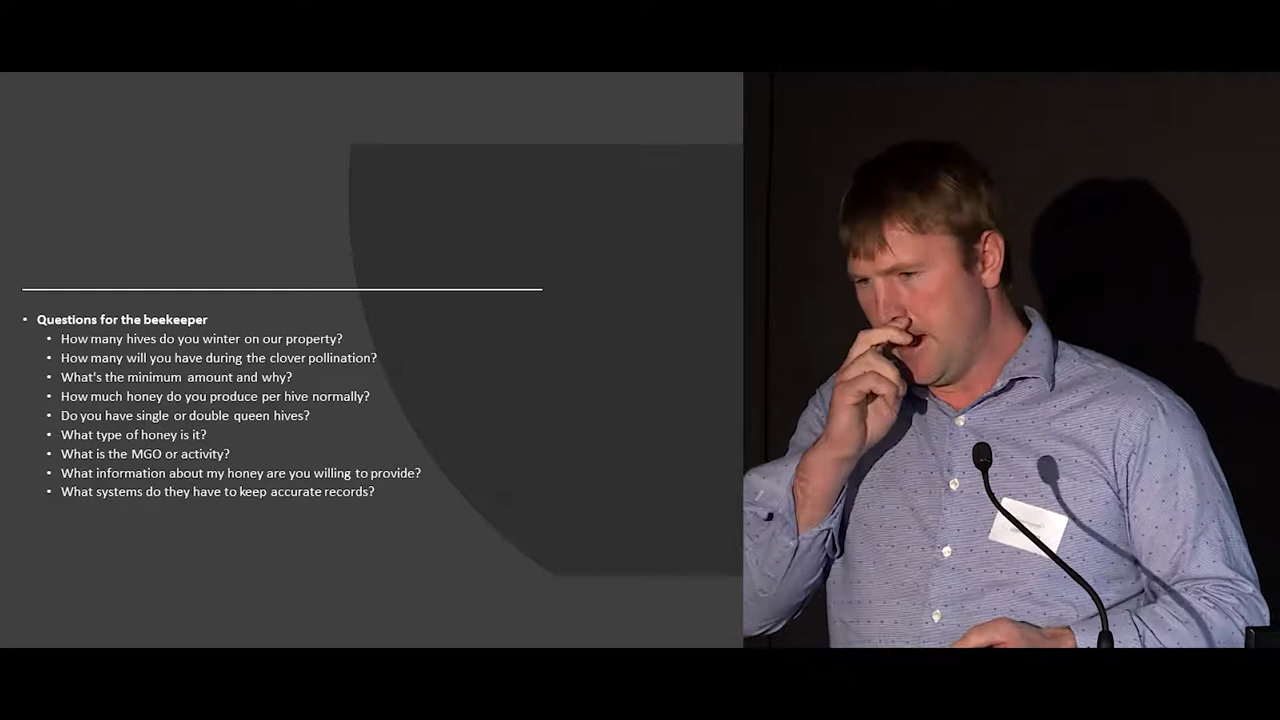 • Questions for the beekeeper
• How many hives do you winter on our property?
• How many will you have during the clover pollination?
• What's the minimum amount and why?
• How much honey do you produce per hive normally?
• Do you have single or double queen hives?
• What type of honey is it?
• What is the MGO or activity?
• What information about my honey are you willing to provide?
• What systems do they have to keep accurate records?